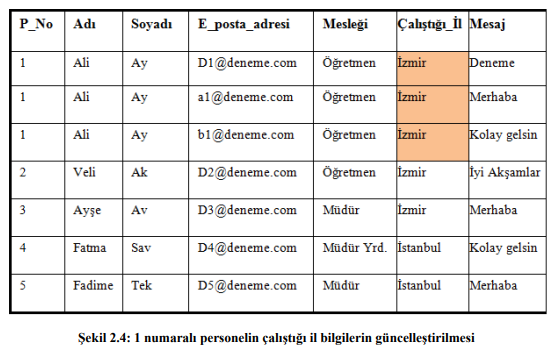 P_No Adı Soyadı E_posta_adresi Mesleği Çalıştığı_İl Mesaj
1 Ali Ay D1@deneme.com Öğretmen İzmir Deneme
1 Ali Ay a1@deneme.com Öğretmen İzmir Merhaba
1 Ali Ay b1@deneme.com Öğretmen İzmir Kolay gelsin
2 Veli Ak D2@deneme.com Öğretmen İzmir İyi Akşamlar
3 Ayşe Av D3@deneme.com Müdür İzmir Merhaba
4 Fatma Sav D4@deneme.com Müdür Yrd. İstanbul Kolay gelsin
5 Fadime Tek D5@deneme.com Müdür İstanbul Merhaba
Şekil 2.4: 1 numaralı personelin çalıştığı il bilgilerin güncelleştirilmesi